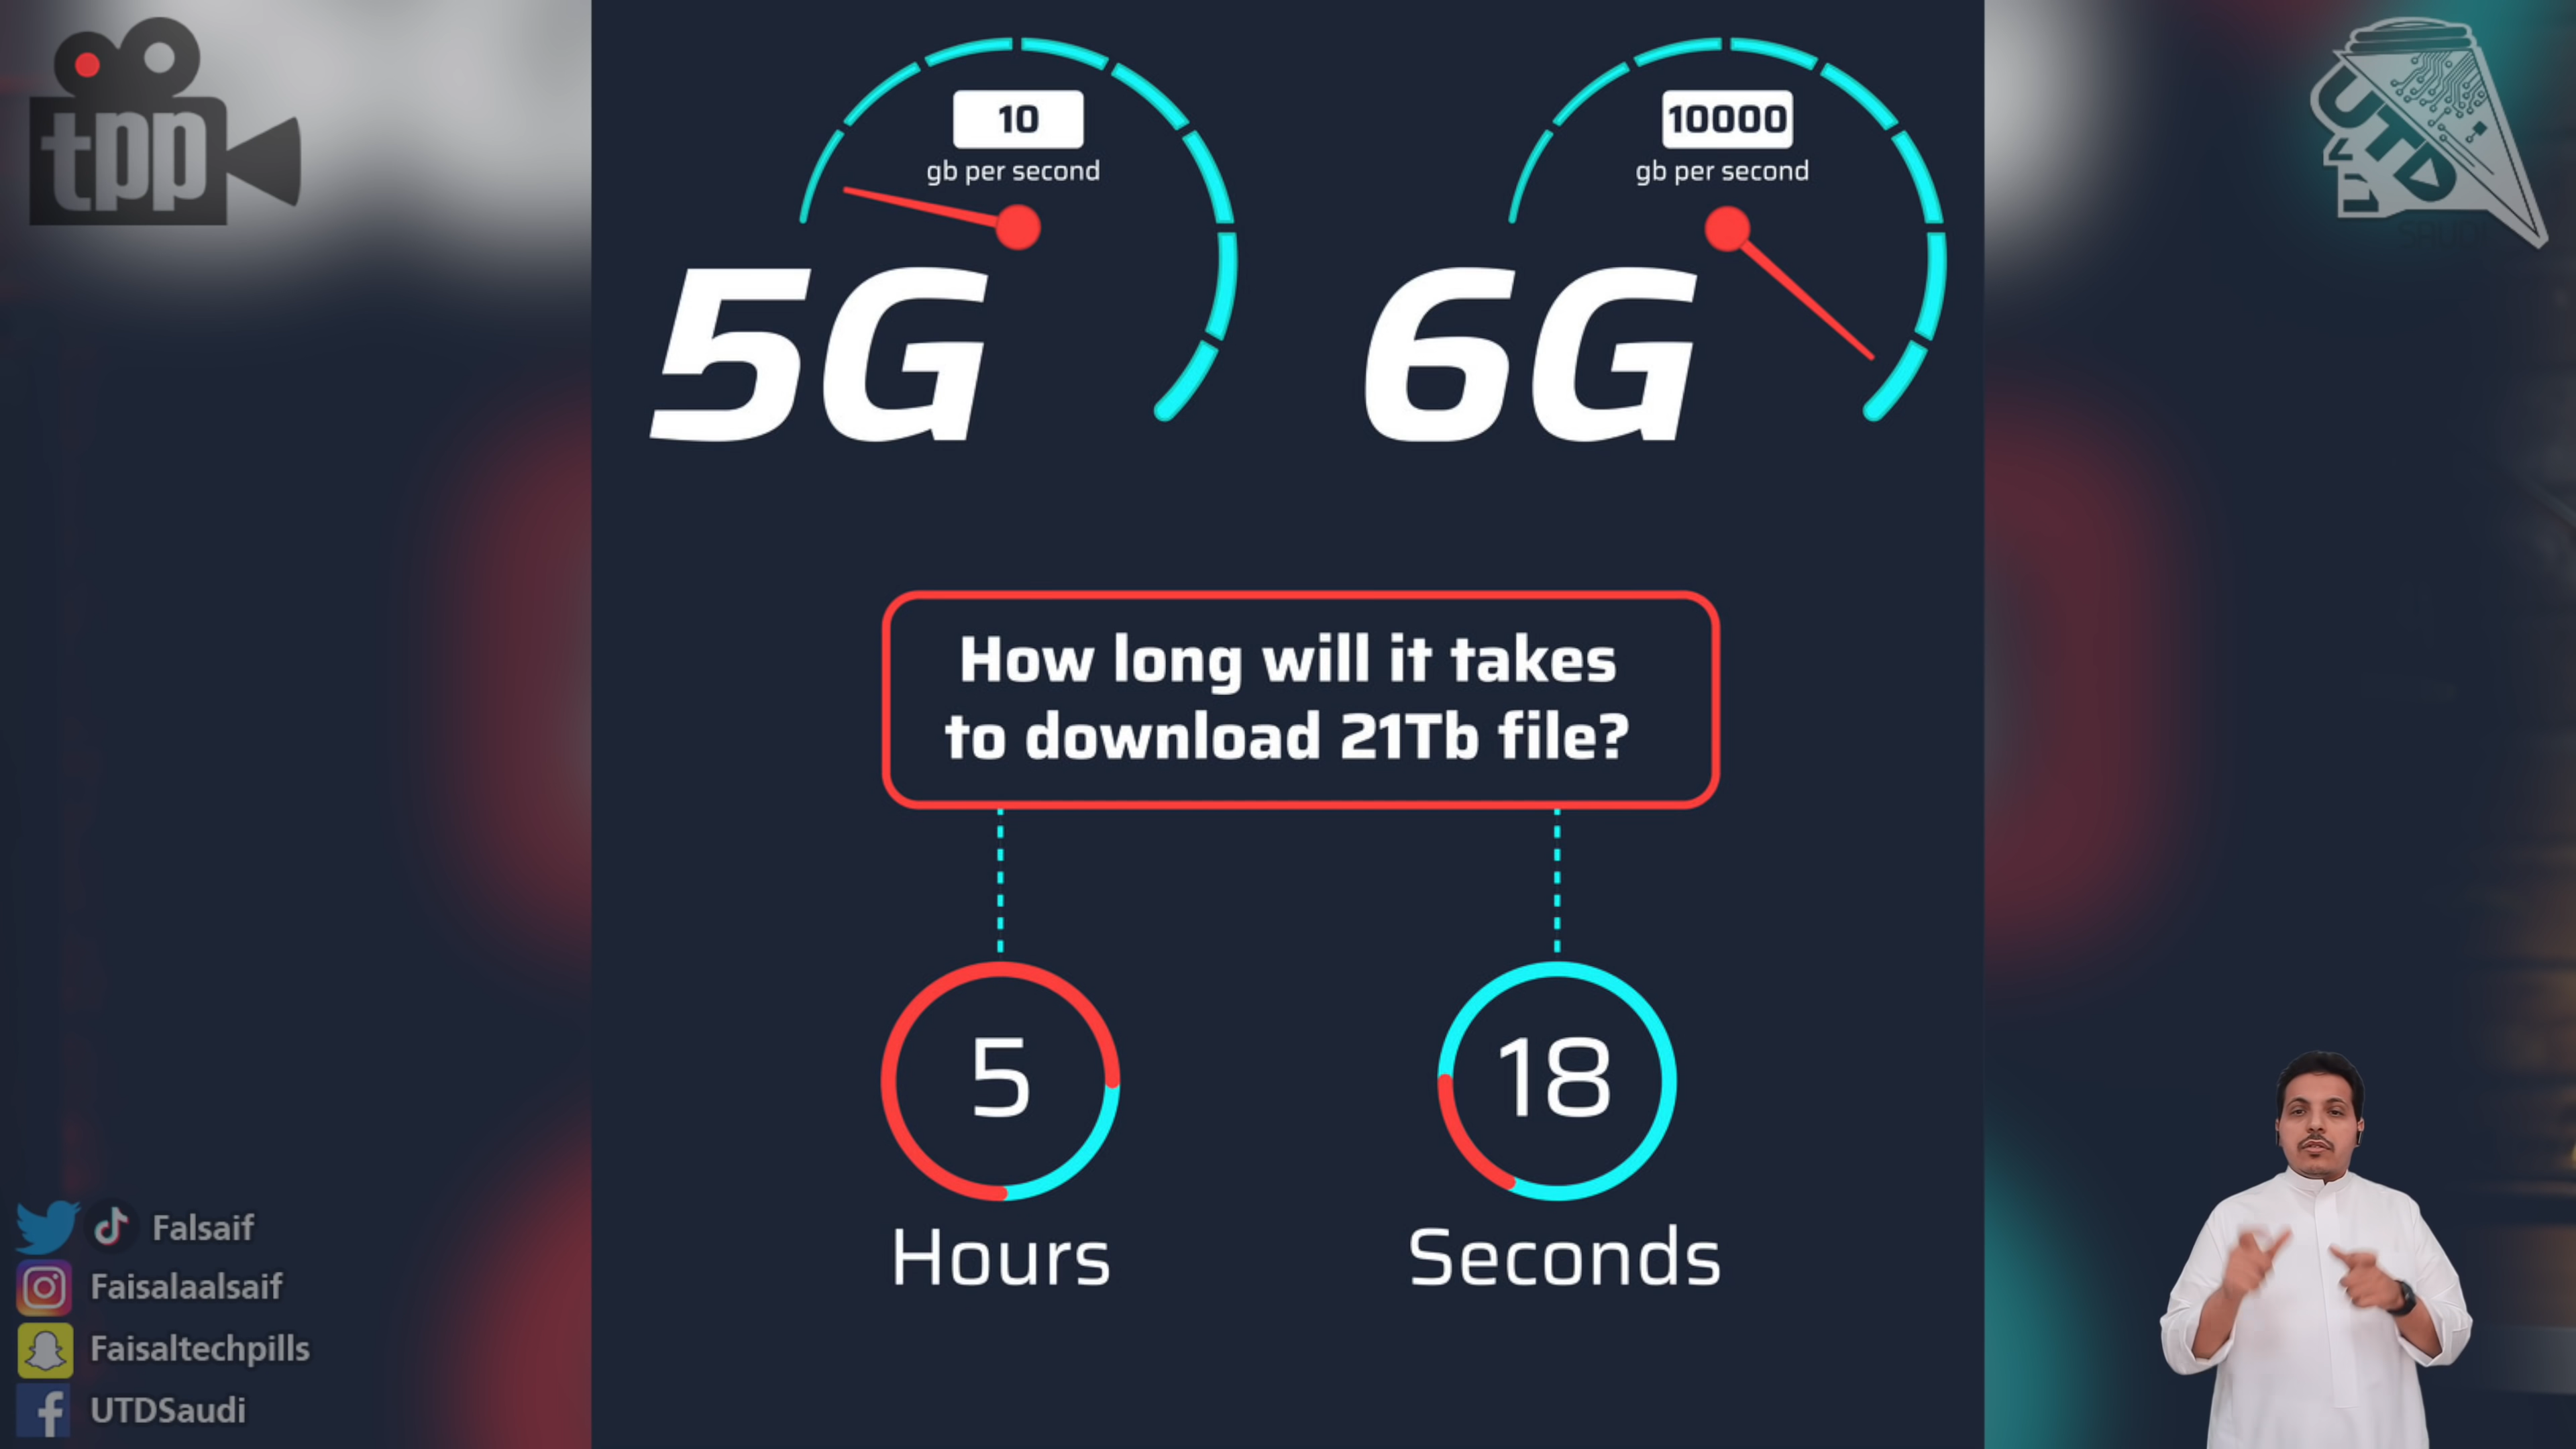 tpp
UTD
10
gb per second
5G
10000
gb per second
6G
How long will it takes
to download 21Tb file?
5
Hours
18
Seconds
Falsaif
Faisalaalsaif
Faisaltechpills
UTDSaudi